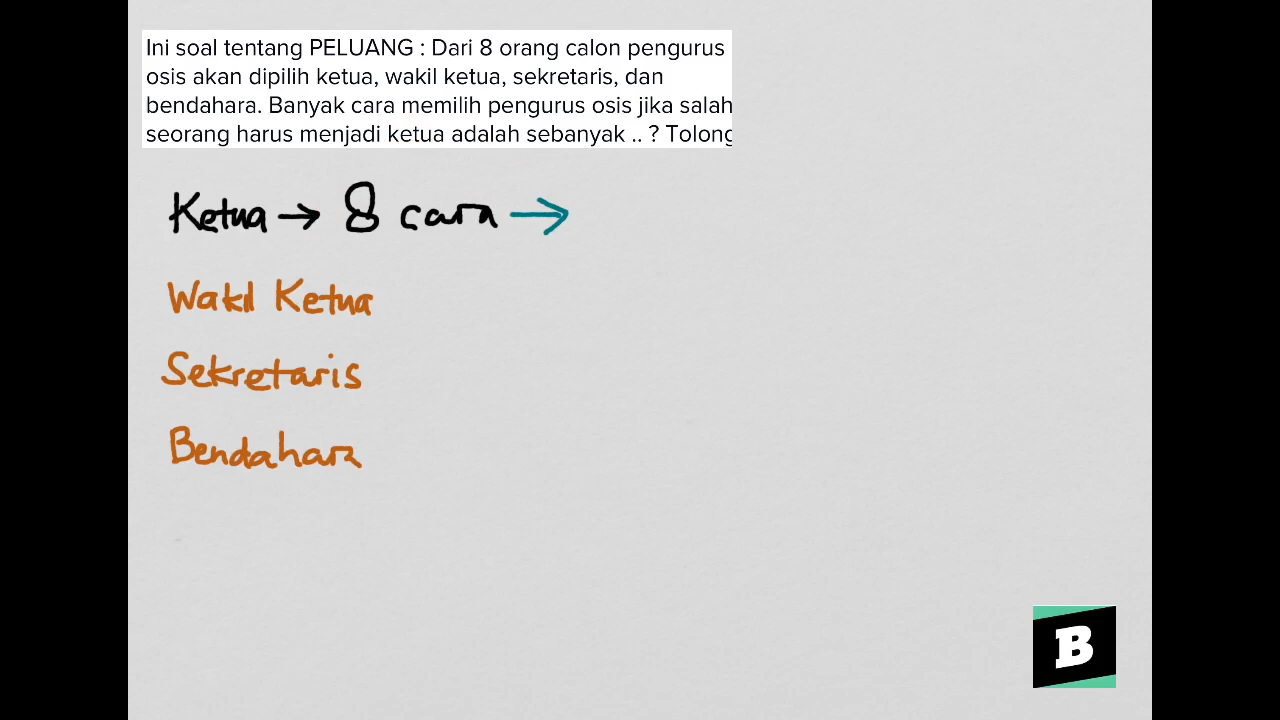 Ini soal tentang PELUANG : Dari 8 orang calon pengurus
osis akan dipilih ketua, wakil ketua, sekretaris, dan
bendahara. Banyak cara memilih pengurus osis jika salah
seorang harus menjadi ketua adalah sebanyak .. ? Tolong
Ketua → 8 cara →
Wakil Ketua
Sekretaris
Bendahara
B